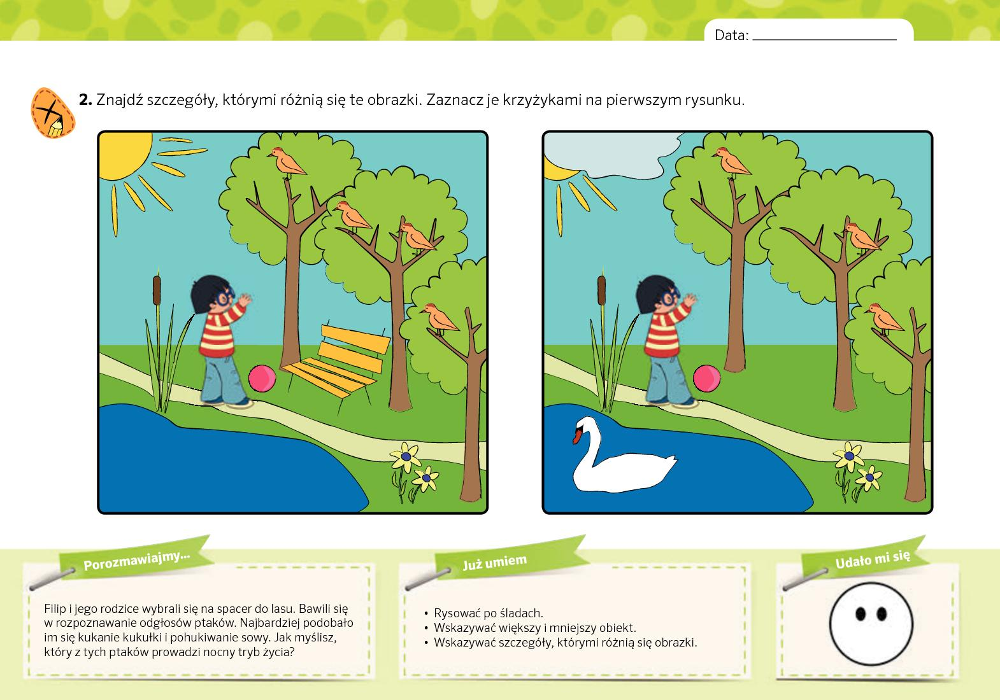 Data:
2. Znajdź szczegóły, którymi różnią się te obrazki. Zaznacz je krzyżykami na pierwszym rysunku.
Porozmawiajmy...
Filip i jego rodzice wybrali się na spacer do lasu. Bawili się
w rozpoznawanie odgłosów ptaków. Najbardziej podobało
im się kukanie kukułki i pohukiwanie sowy. Jak myślisz,
który z tych ptaków prowadzi nocny tryb życia?
Już umiem
• Rysować po śladach.
• Wskazywać większy i mniejszy obiekt.
• Wskazywać szczegóły, którymi różnią się obrazki.
Udało mi się